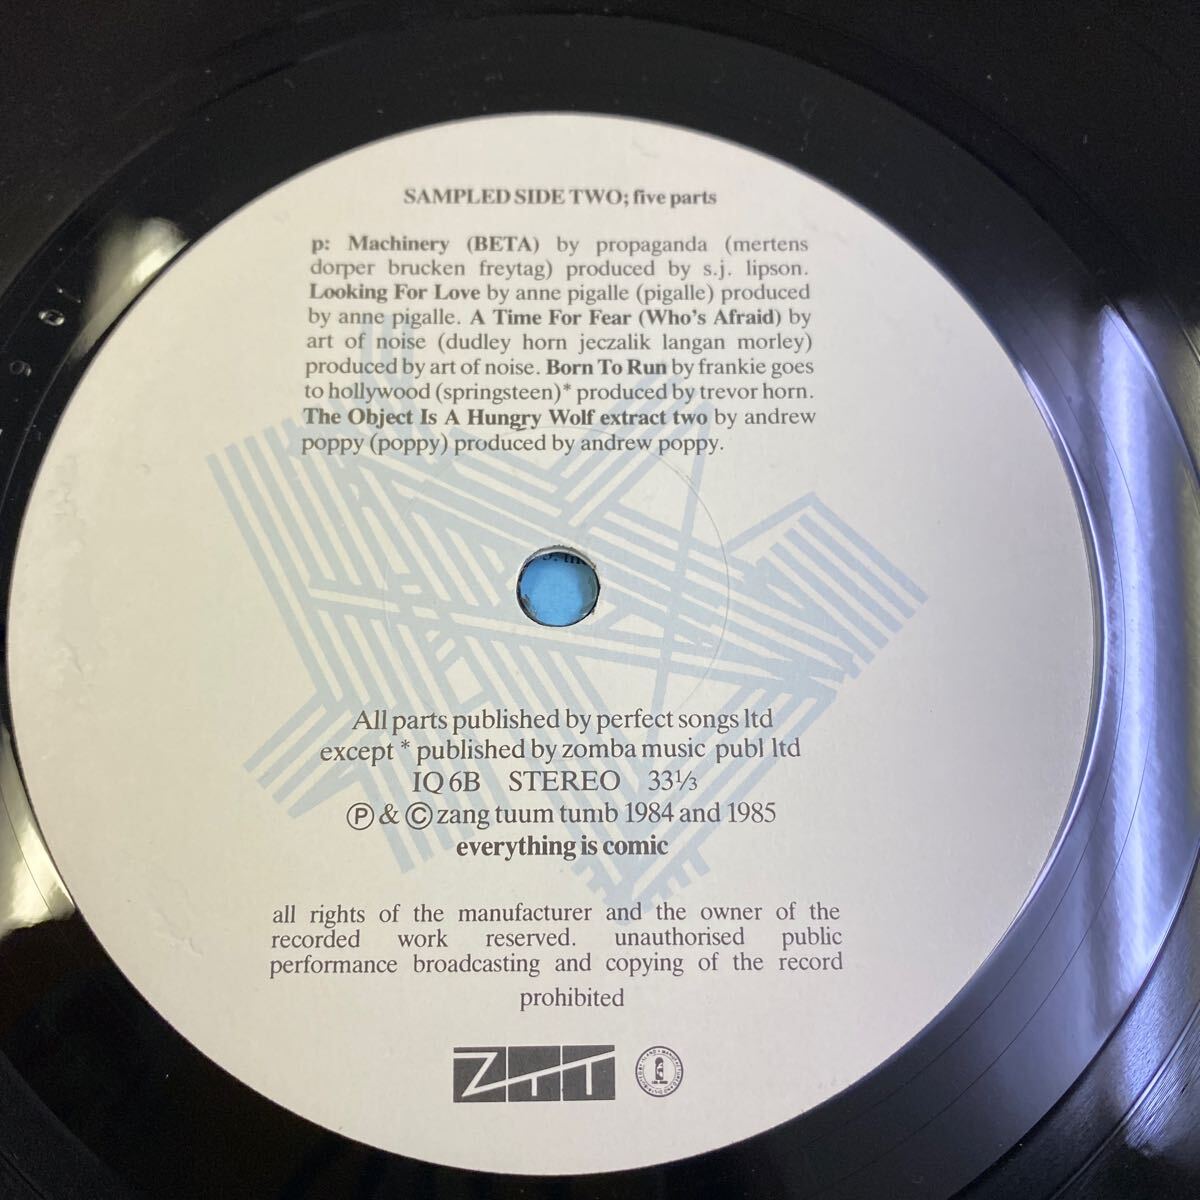 SAMPLED SIDE TWO; five parts
p: Machinery (BETA) by propaganda (mertens
dorper brucken freytag) produced by s.j. lipson.
Looking For Love by anne pigalle (pigalle) produced
by anne pigalle. A Time For Fear (Who's Afraid) by
art of noise (dudley horn jeczalik langan morley)
produced by art of noise. Born To Run by frankie goes
to hollywood (springsteen)* produced by trevor horn.
The Object Is A Hungry Wolf extract two by andrew
poppy (poppy) produced by andrew poppy.
All parts published by perfect songs ltd
except * published by zomba music publ ltd
IQ 6B STEREO 33⅓
Ⓟ & © zang tuum tumb 1984 and 1985
everything is comic
all rights of the manufacturer and the owner of the
recorded work reserved. unauthorised public
performance broadcasting and copying of the record
prohibited
ZTT